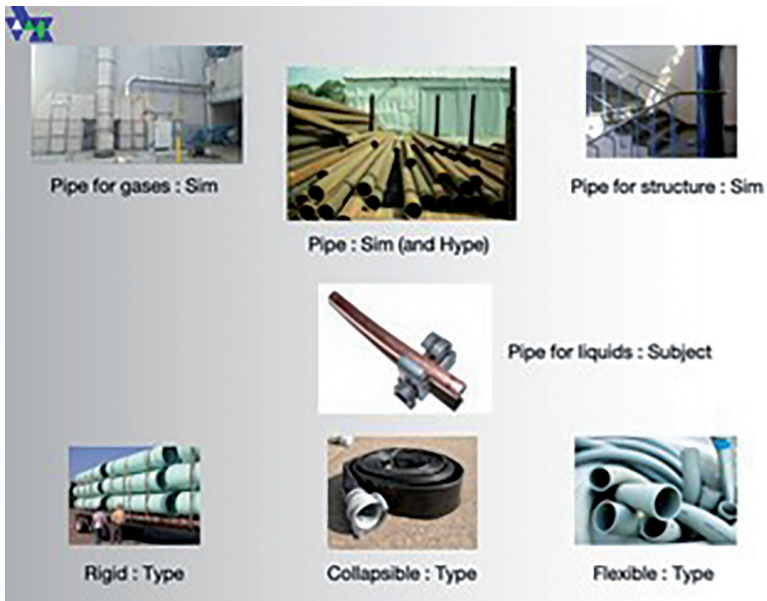 Pipe for gases : Sim
Pipe : Sim (and Hype)
Pipe for structure : Sim
Pipe for liquids : Subject
Rigid : Type
Collapsible : Type
Flexible : Type